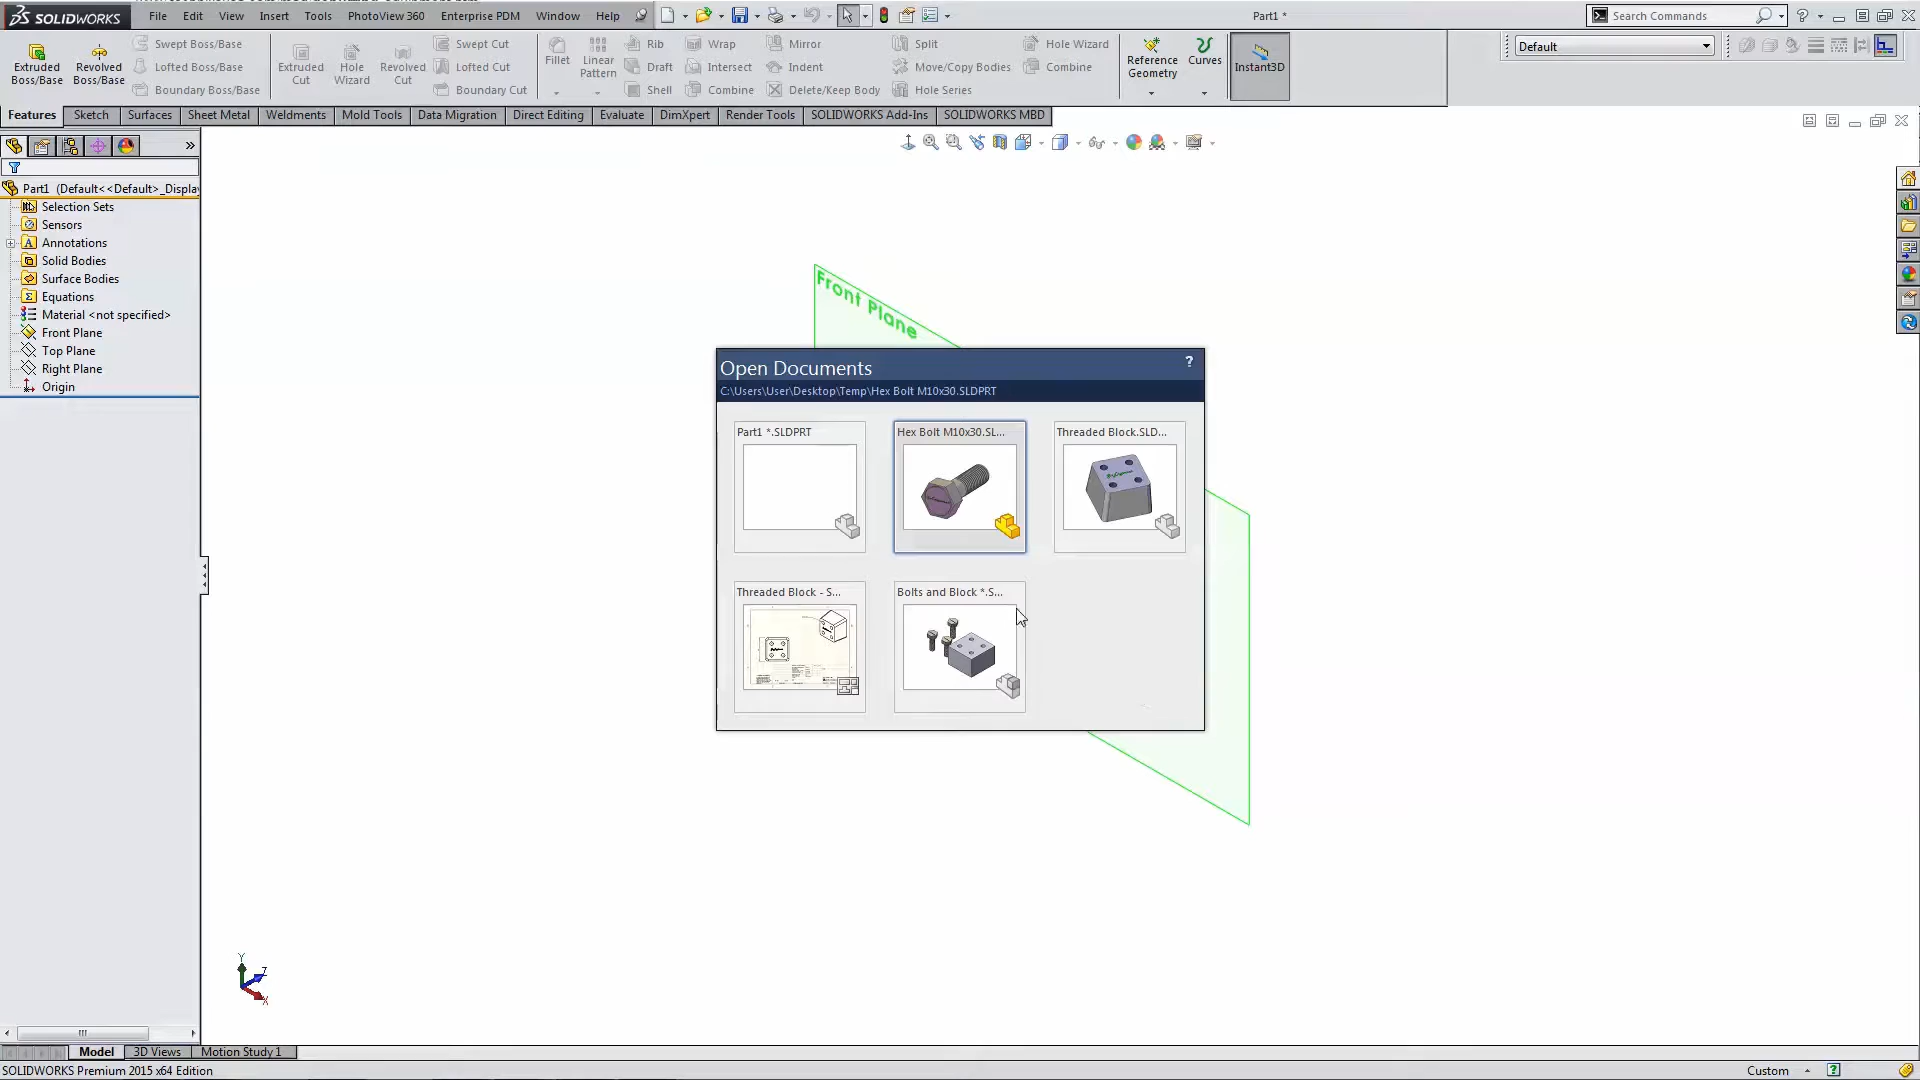 SOLIDWORKS File Edit View Insert Tools PhotoView 360 Enterprise PDM Window Help Part1 * Search Commands
Extruded Boss/Base
Revolved Boss/Base
Swept Boss/Base
Lofted Boss/Base
Boundary Boss/Base
Extruded Cut
Hole Wizard
Revolved Cut
Swept Cut
Lofted Cut
Boundary Cut
Fillet
Linear Pattern
Rib
Draft
Shell
Wrap
Intersect
Combine
Mirror
Indent
Delete/Keep Body
Split
Move/Copy Bodies
Hole Series
Hole Wizard
Combine
Reference Geometry
Curves
Instant3D
Default
Features Sketch Surfaces Sheet Metal Weldments Mold Tools Data Migration Direct Editing Evaluate DimXpert Render Tools SOLIDWORKS Add-Ins SOLIDWORKS MBD
Part1 (Default<<Default>_Display
Selection Sets
Sensors
Annotations
Solid Bodies
Surface Bodies
Equations
Material <not specified>
Front Plane
Top Plane
Right Plane
Origin
Front Plane
Open Documents ?
C:\Users\User\Desktop\Temp\Hex Bolt M10x30.SLDPRT
Part1 *.SLDPRT
Hex Bolt M10x30.SL...
Threaded Block.SLD...
Threaded Block - S...
Bolts and Block *.S...
Y
Z
X
Model 3D Views Motion Study 1
SOLIDWORKS Premium 2015 x64 Edition Custom